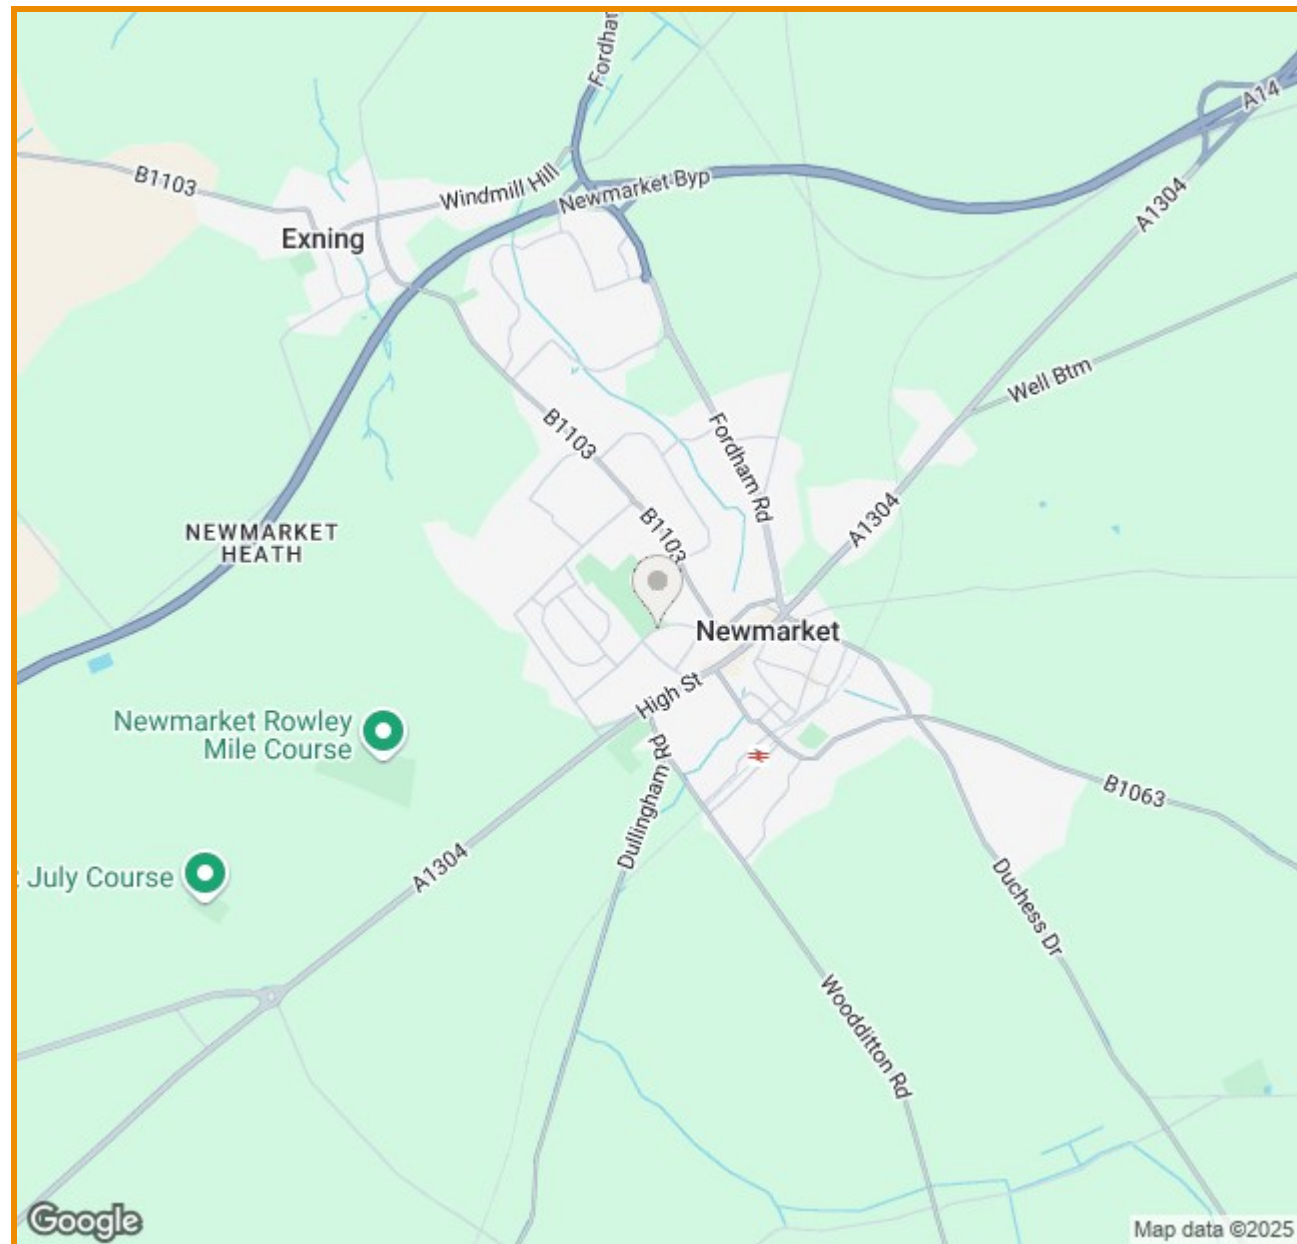 Fordham
A14
B1103
Windmill Hill
Newmarket Byp
A1304
Exning
Well Btm
B1103
Fordham Rd
A1304
NEWMARKET
HEATH
B1103
Newmarket
High St
Newmarket Rowley
Mile Course
Dullingham Rd
B1063
July Course
A1304
Duchess Dr
Woodditton Rd
Google
Map data ©2025